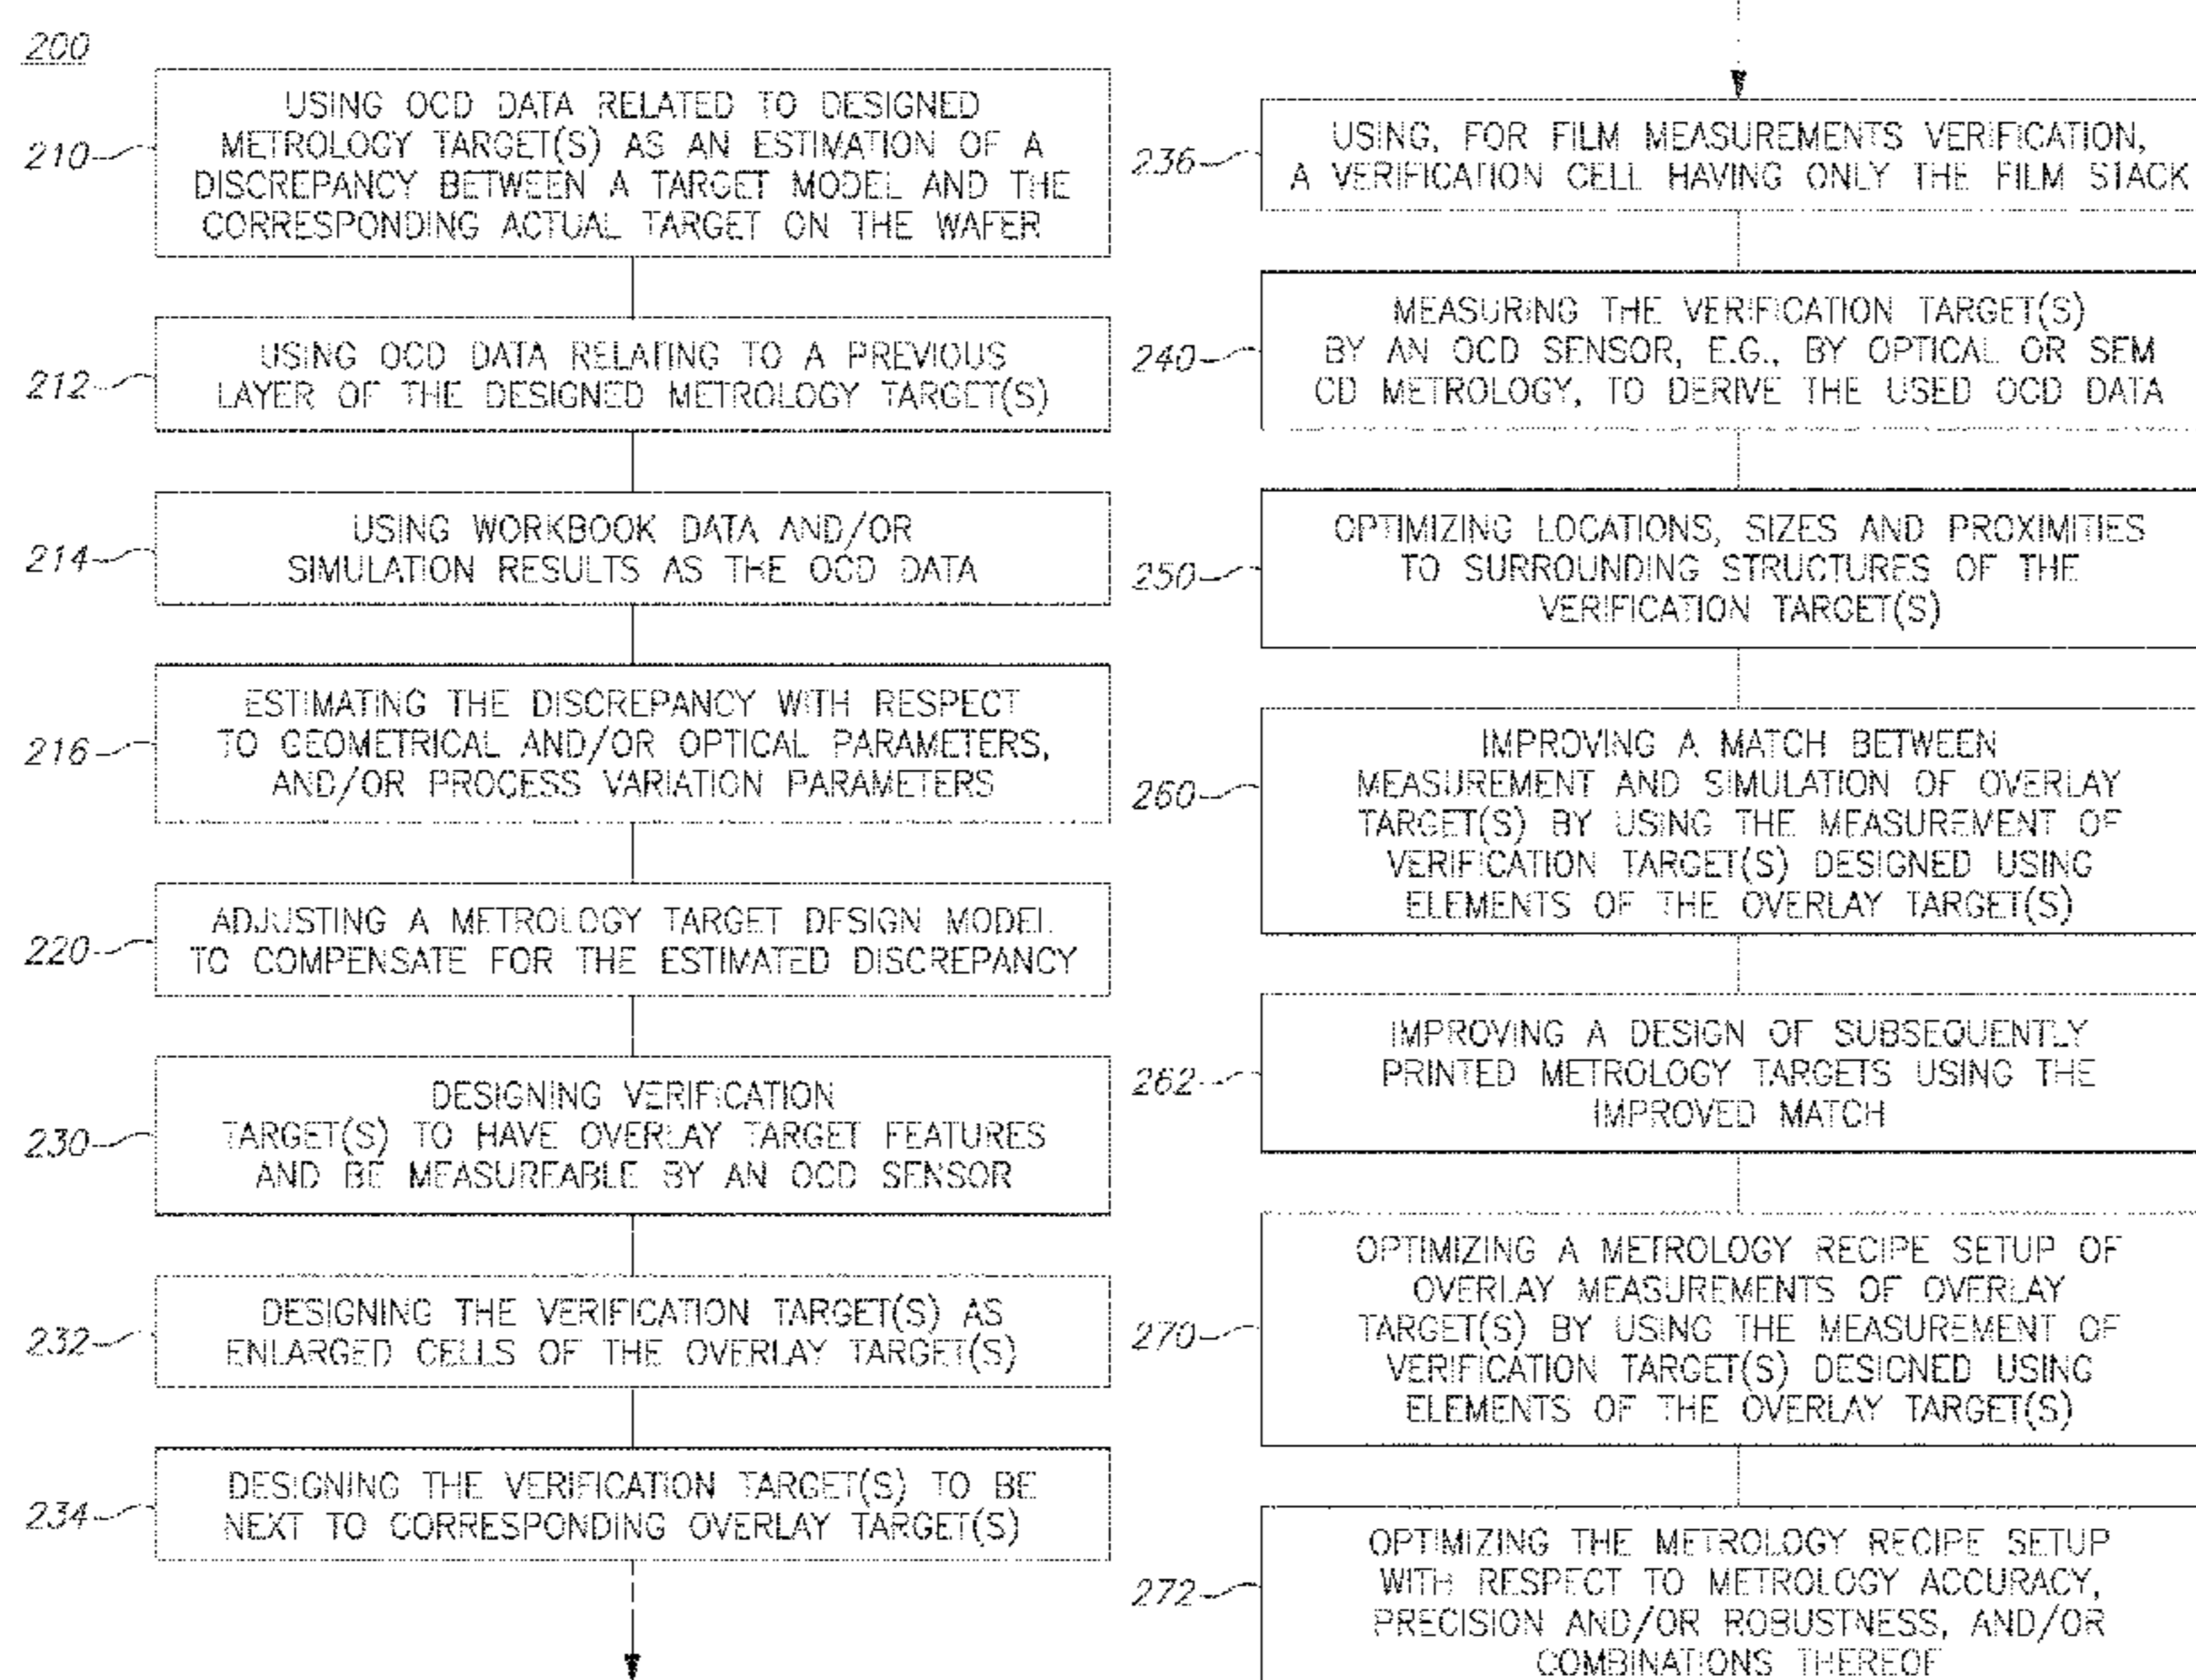 200
210
USING OCD DATA RELATED TO DESIGNED
METROLOGY TARGET(S) AS AN ESTIMATION OF A
DISCREPANCY BETWEEN A TARGET MODEL AND THE
CORRESPONDING ACTUAL TARGET ON THE WAFER
212
USING OCD DATA RELATING TO A PREVIOUS
LAYER OF THE DESIGNED METROLOGY TARGET(S)
214
USING WORKBOOK DATA AND/OR
SIMULATION RESULTS AS THE OCD DATA
216
ESTIMATING THE DISCREPANCY WITH RESPECT
TO GEOMETRICAL AND/OR OPTICAL PARAMETERS,
AND/OR PROCESS VARIATION PARAMETERS
220
ADJUSTING A METROLOGY TARGET DESIGN MODEL
TO COMPENSATE FOR THE ESTIMATED DISCREPANCY
230
DESIGNING VERIFICATION
TARGET(S) TO HAVE OVERLAY TARGET FEATURES
AND BE MEASUREABLE BY AN OCD SENSOR
232
DESIGNING THE VERIFICATION TARGET(S) AS
ENLARGED CELLS OF THE OVERLAY TARGET(S)
234
DESIGNING THE VERIFICATION TARGET(S) TO BE
NEXT TO CORRESPONDING OVERLAY TARGET(S)
236
USING, FOR FILM MEASUREMENTS VERIFICATION,
A VERIFICATION CELL HAVING ONLY THE FILM STACK
240
MEASURING THE VERIFICATION TARGET(S)
BY AN OCD SENSOR, E.G., BY OPTICAL OR SEM
CD METROLOGY, TO DERIVE THE USED OCD DATA
250
OPTIMIZING LOCATIONS, SIZES AND PROXIMITIES
TO SURROUNDING STRUCTURES OF THE
VERIFICATION TARGET(S)
260
IMPROVING A MATCH BETWEEN
MEASUREMENT AND SIMULATION OF OVERLAY
TARGET(S) BY USING THE MEASUREMENT OF
VERIFICATION TARGET(S) DESIGNED USING
ELEMENTS OF THE OVERLAY TARGET(S)
262
IMPROVING A DESIGN OF SUBSEQUENTLY
PRINTED METROLOGY TARGETS USING THE
IMPROVED MATCH
270
OPTIMIZING A METROLOGY RECIPE SETUP OF
OVERLAY MEASUREMENTS OF OVERLAY
TARGET(S) BY USING THE MEASUREMENT OF
VERIFICATION TARGET(S) DESIGNED USING
ELEMENTS OF THE OVERLAY TARGET(S)
272
OPTIMIZING THE METROLOGY RECIPE SETUP
WITH RESPECT TO METROLOGY ACCURACY,
PRECISION AND/OR ROBUSTNESS, AND/OR
COMBINATIONS THEREOF